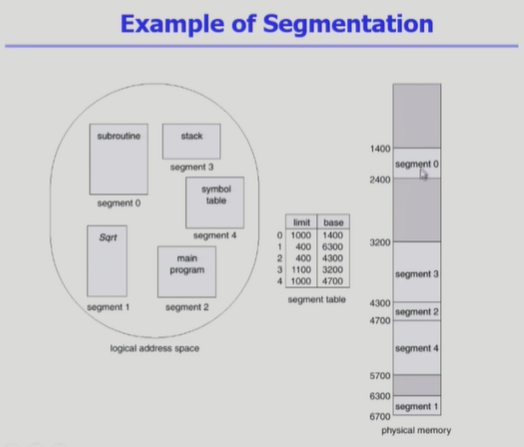 Example of Segmentation
subroutine
segment 0
stack
segment 3
symbol
table
segment 4
Sqrt
segment 1
main
program
segment 2
logical address space
limit base
0 1000 1400
1 400 6300
2 400 4300
3 1100 3200
4 1000 4700
segment table
1400
segment 0
2400
3200
segment 3
4300
segment 2
4700
segment 4
5700
6300
segment 1
6700
physical memory